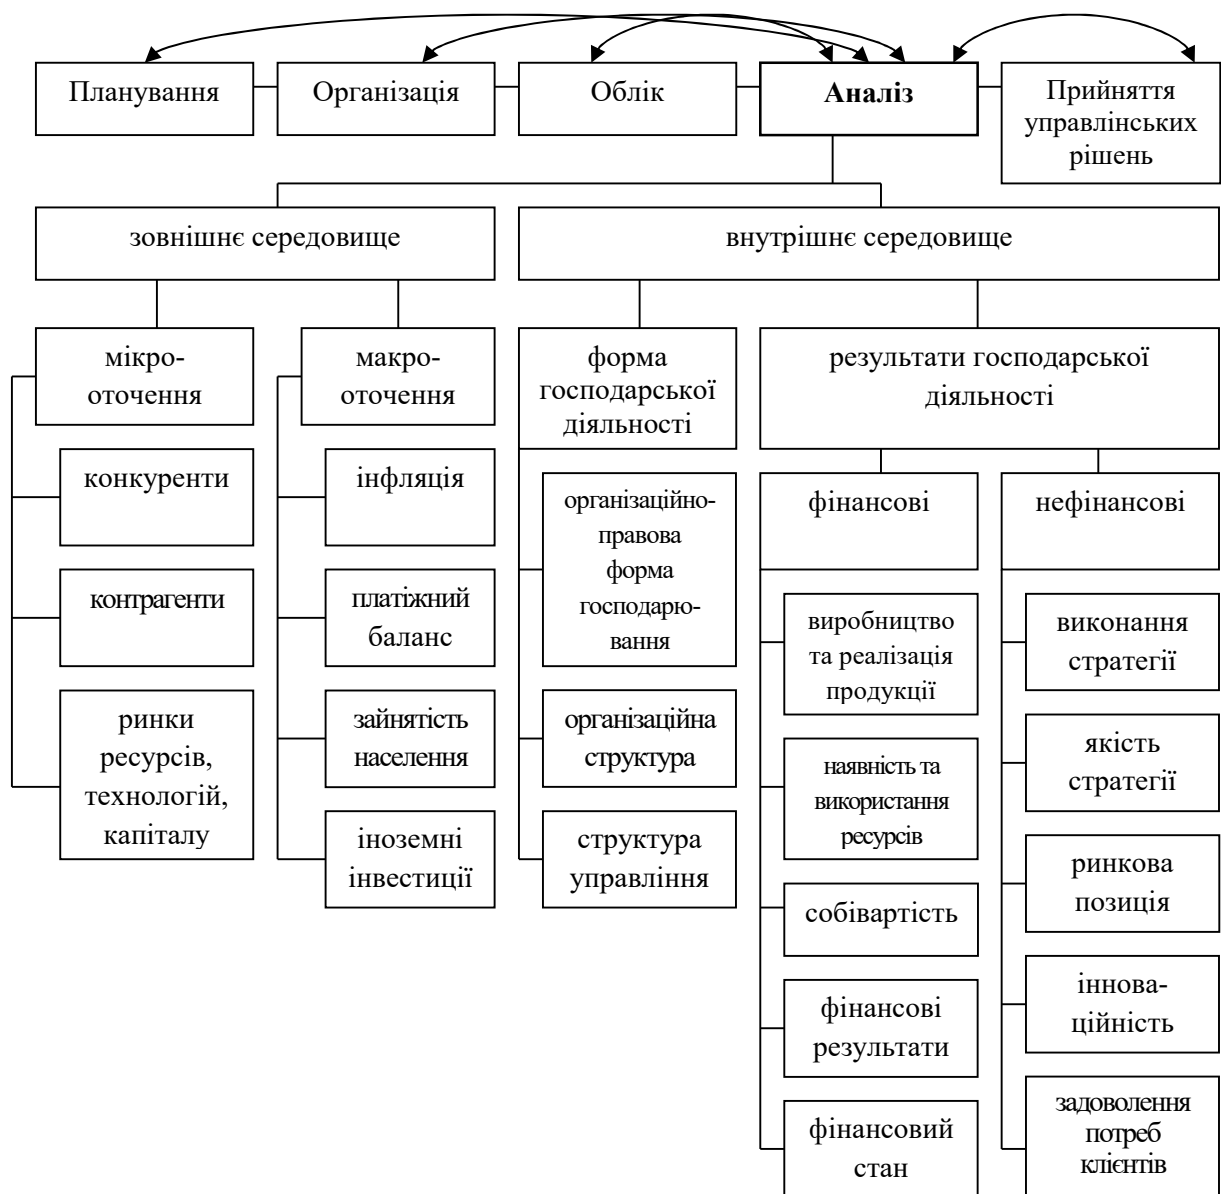 Планування
Організація
Облік
Аналіз
Прийняття
управлінських
рішень
зовнішнє середовище
внутрішнє середовище
мікро-
оточення
макро-
оточення
форма
господарської
діяльності
результати господарської
діяльності
конкуренти
контрагенти
ринки
ресурсів,
технологій,
капіталу
інфляція
платіжний
баланс
зайнятість
населення
іноземні
інвестиції
організаційно-
правова
форма
господарю-
вання
організаційна
структура
структура
управління
фінансові
виробництво
та реалізація
продукції
наявність та
використання
ресурсів
собівартість
фінансові
результати
фінансовий
стан
нефінансові
виконання
стратегії
якість
стратегії
ринкова
позиція
іннова-
ційність
задоволення
потреб
клієнтів